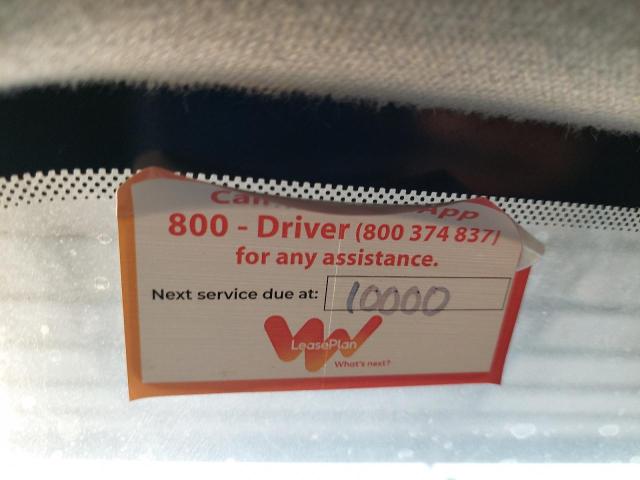 800 - Driver (800 374 837)
for any assistance.
Next service due at: 10000
LeasePlan
What's next?